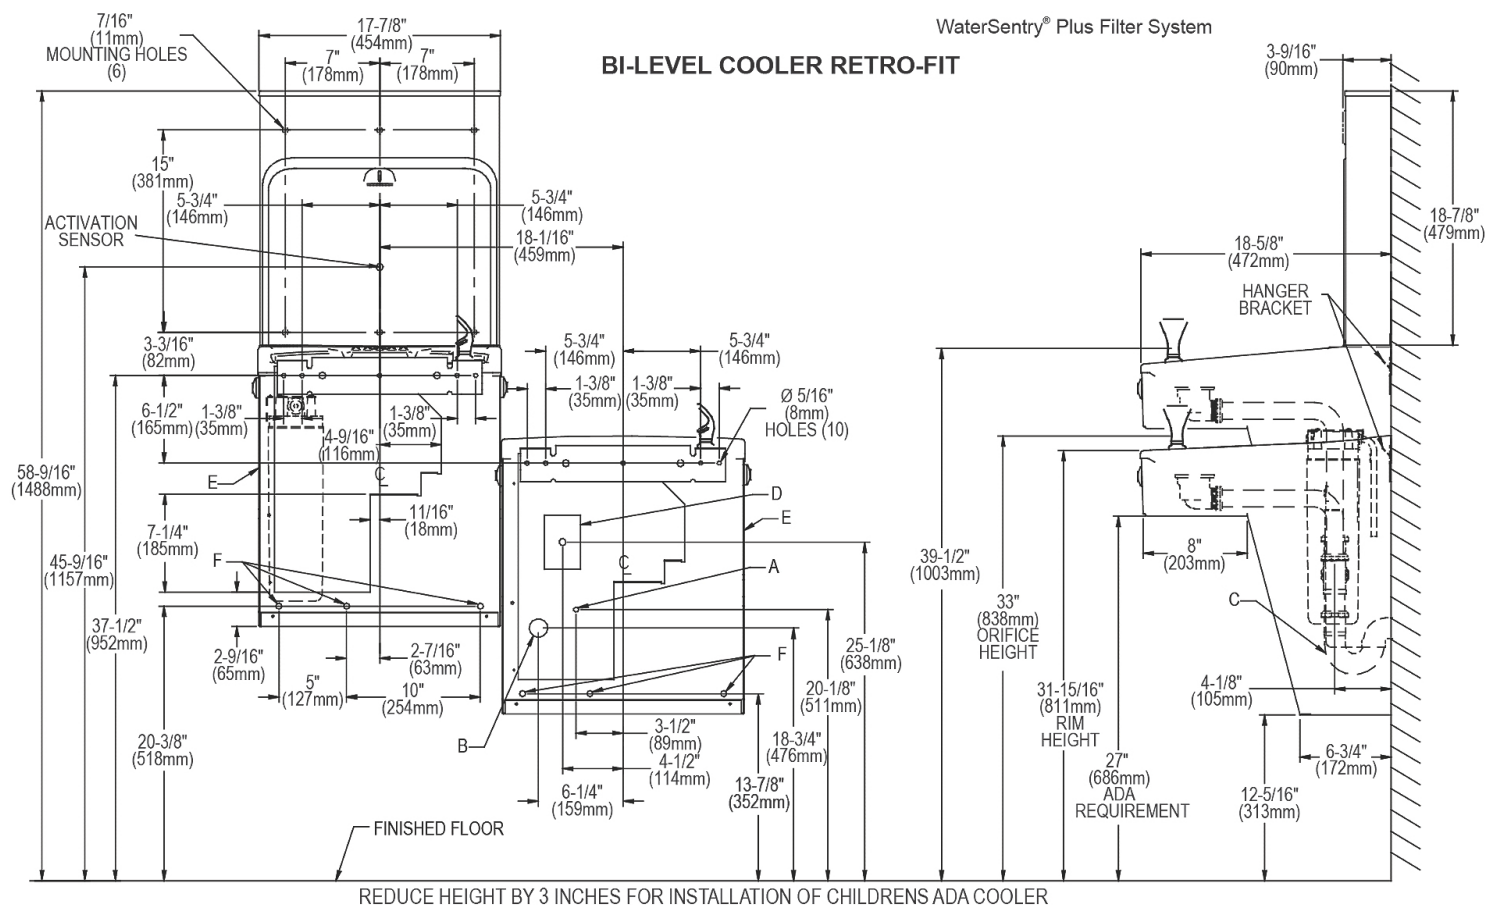 WaterSentry® Plus Filter System
BI-LEVEL COOLER RETRO-FIT
7/16"
(11mm)
MOUNTING HOLES
(6)
17-7/8"
(454mm)
7"
(178mm)
7"
(178mm)
15"
(381mm)
5-3/4"
(146mm)
5-3/4"
(146mm)
ACTIVATION
SENSOR
18-1/16"
(459mm)
3-3/16"
(82mm)
5-3/4"
(146mm)
5-3/4"
(146mm)
6-1/2"
(165mm)
1-3/8"
(35mm)
1-3/8"
(35mm)
1-3/8"
(35mm)
1-3/8"
(35mm)
Ø 5/16"
(8mm)
HOLES (10)
4-9/16"
(116mm)
58-9/16"
(1488mm)
E
C
L
D
E
11/16"
(18mm)
7-1/4"
(185mm)
45-9/16"
(1157mm)
F
C
L
A
37-1/2"
(952mm)
2-9/16"
(65mm)
2-7/16"
(63mm)
F
25-1/8"
(638mm)
5"
(127mm)
10"
(254mm)
20-1/8"
(511mm)
20-3/8"
(518mm)
B
3-1/2"
(89mm)
18-3/4"
(476mm)
4-1/2"
(114mm)
6-1/4"
(159mm)
13-7/8"
(352mm)
FINISHED FLOOR
3-9/16"
(90mm)
18-7/8"
(479mm)
18-5/8"
(472mm)
HANGER
BRACKET
39-1/2"
(1003mm)
8"
(203mm)
33"
(838mm)
ORIFICE
HEIGHT
C
31-15/16"
(811mm)
RIM
HEIGHT
4-1/8"
(105mm)
27"
(686mm)
ADA
REQUIREMENT
6-3/4"
(172mm)
12-5/16"
(313mm)
REDUCE HEIGHT BY 3 INCHES FOR INSTALLATION OF CHILDRENS ADA COOLER